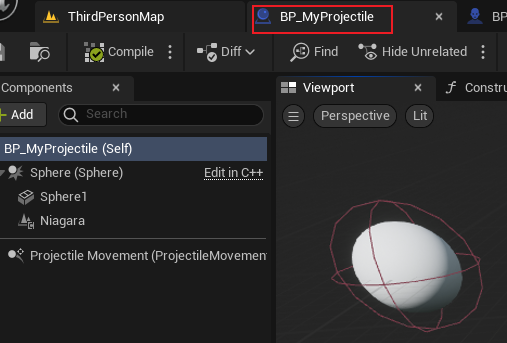 ThirdPersonMap
BP_MyProjectile
BP
Compile
Diff
Find
Hide Unrelated
Components
Viewport
Constru
Add
Search
Perspective
Lit
BP_MyProjectile (Self)
Sphere (Sphere)
Edit in C++
Sphere1
Niagara
Projectile Movement (ProjectileMovement